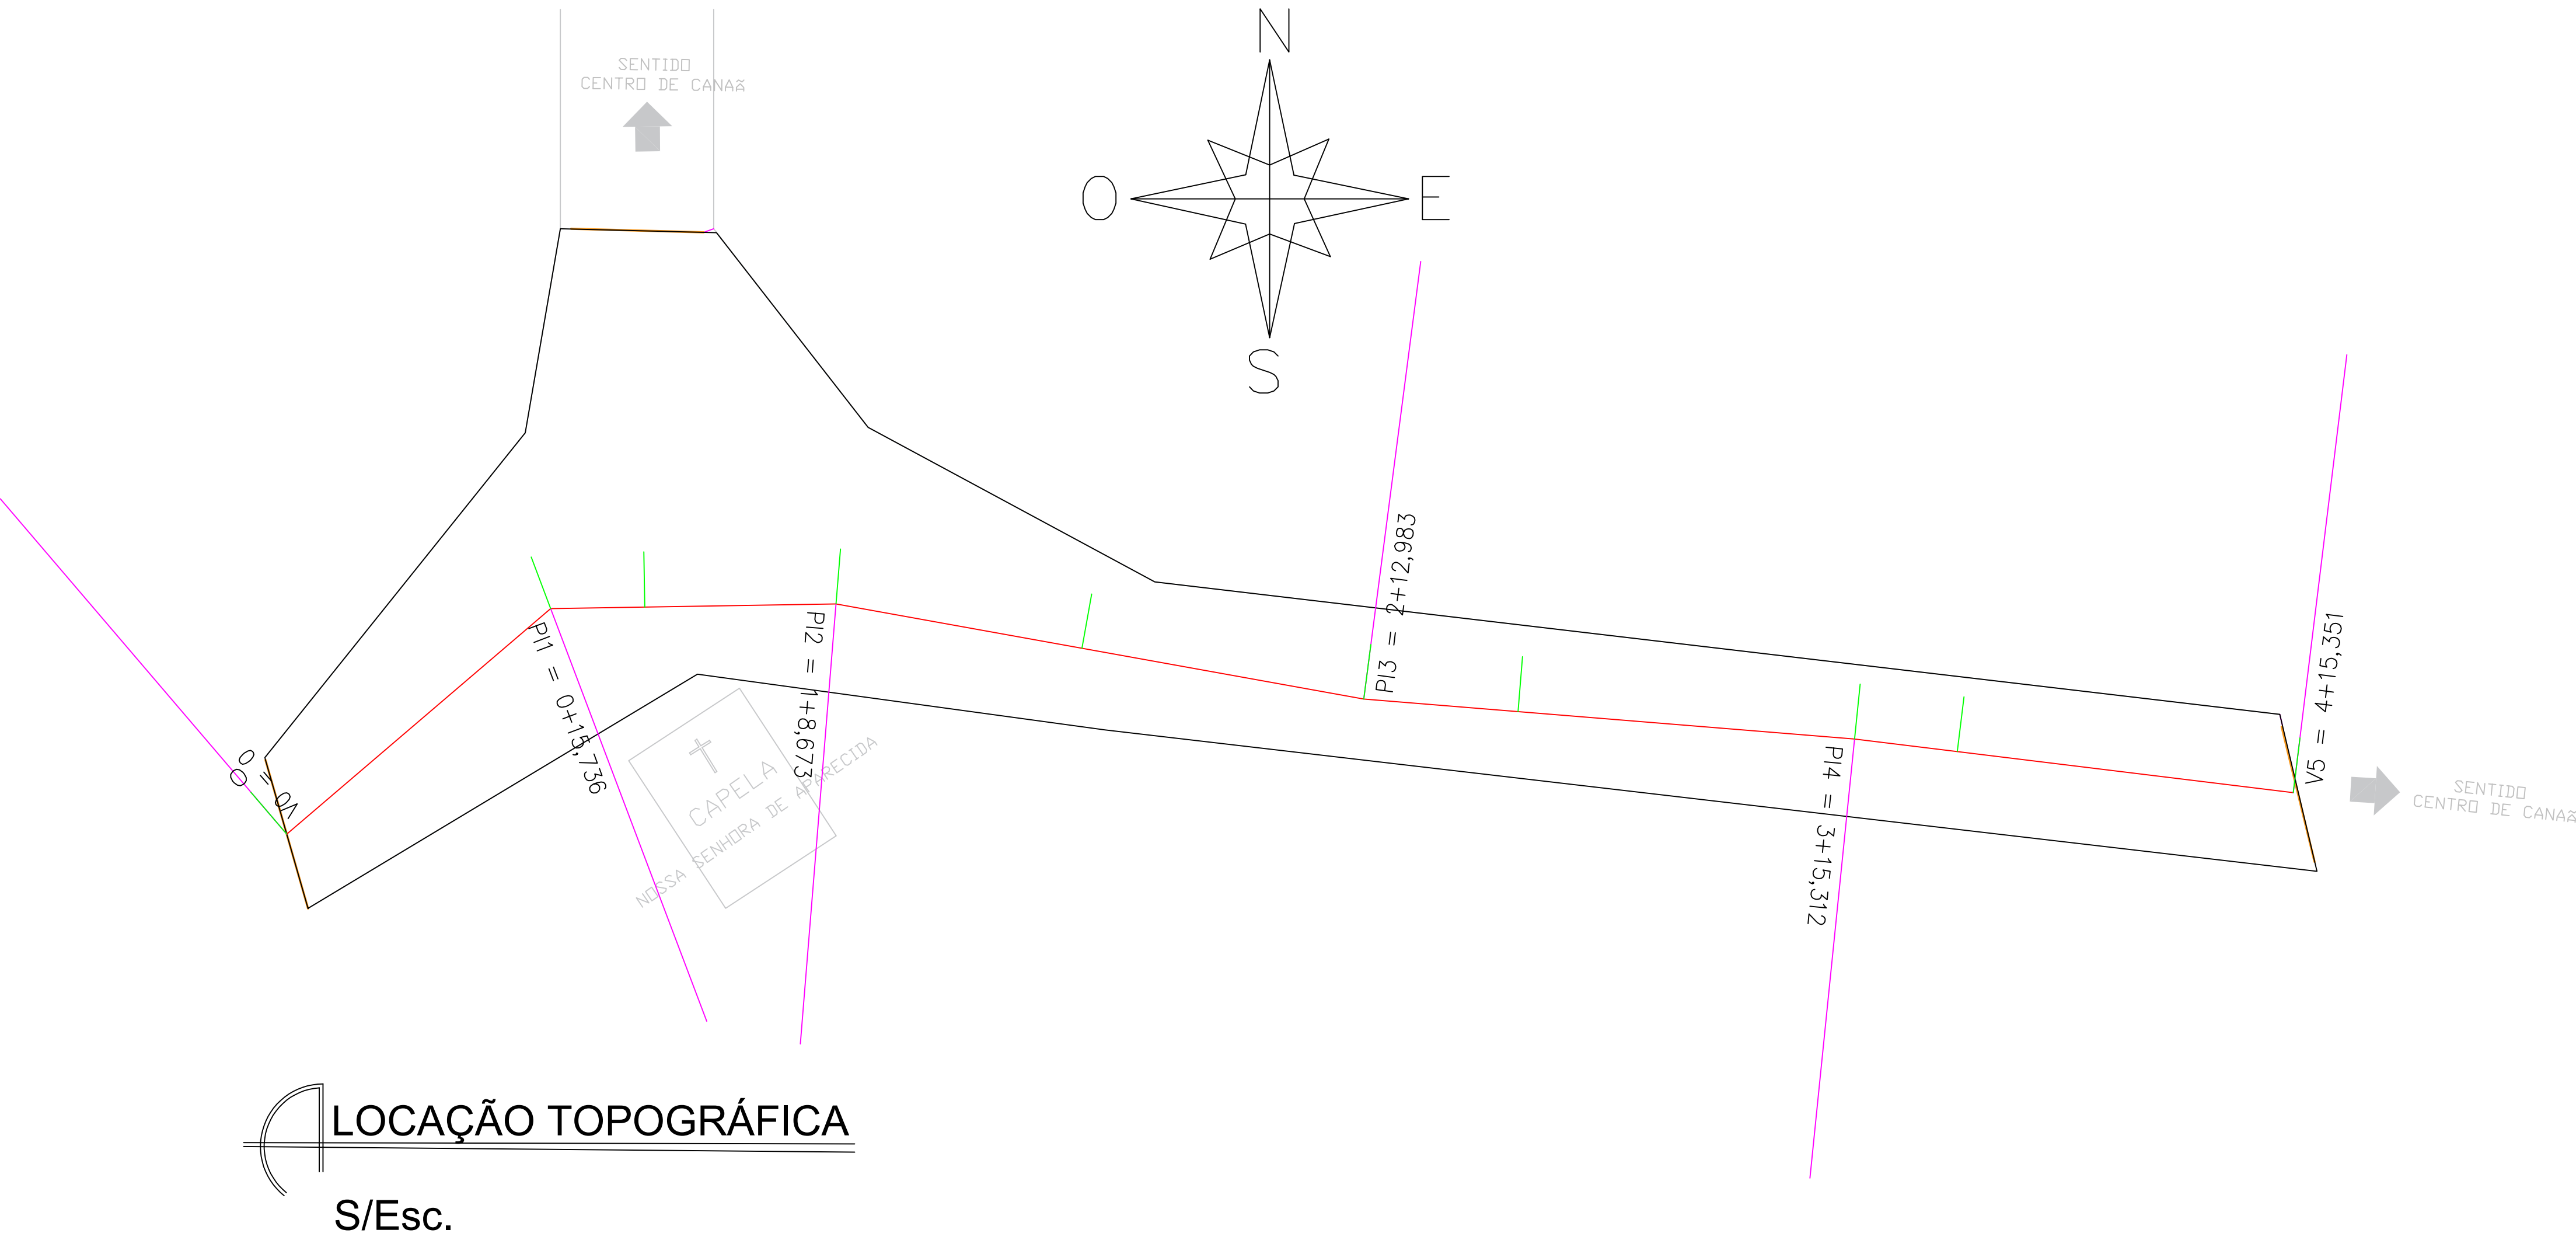 N
SENTIDO
CENTRO DE CANAÃ
O
E
S
PI3 = 2+12,983
V5 = 4+15,351
PI1 = 0+15,736
PI2 = 1+8,673
V0 = 0
0
CAPELA
NOSSA SENHORA DE APARECIDA
PI4 = 3+15,312
SENTIDO
CENTRO DE CANAÃ
LOCAÇÃO TOPOGRÁFICA
S/Esc.